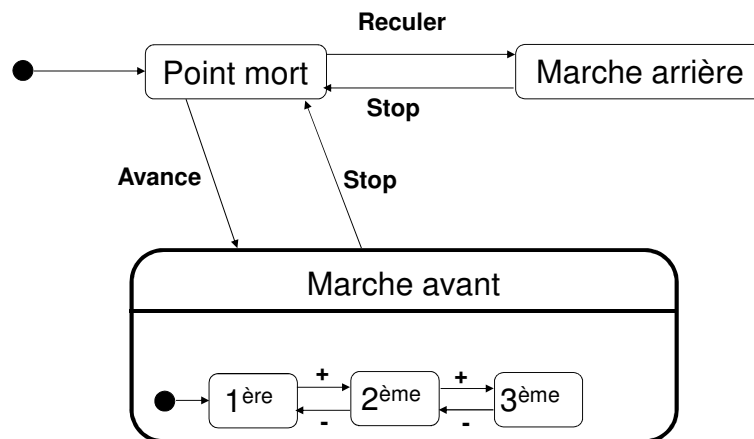 Reculer
Point mort
Marche arrière
Stop
Avance
Stop
Marche avant
+
+
1ère
2ème
3ème
-
-